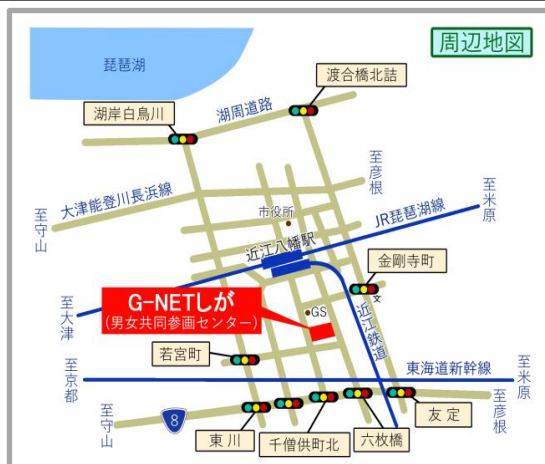 周辺地図
琵琶湖
渡合橋北詰
湖岸白鳥川
湖周道路
至彦根
大津能登川長浜線
至守山
市役所
至米原
JR琵琶湖線
近江八幡駅
金剛寺町
文
至大津
G-NETしが
(男女共同参画センター)
GS
近江鉄道
若宮町
至京都
東海道新幹線
至米原
至守山
8
東川
千僧供町北
六枚橋
友定
至彦根